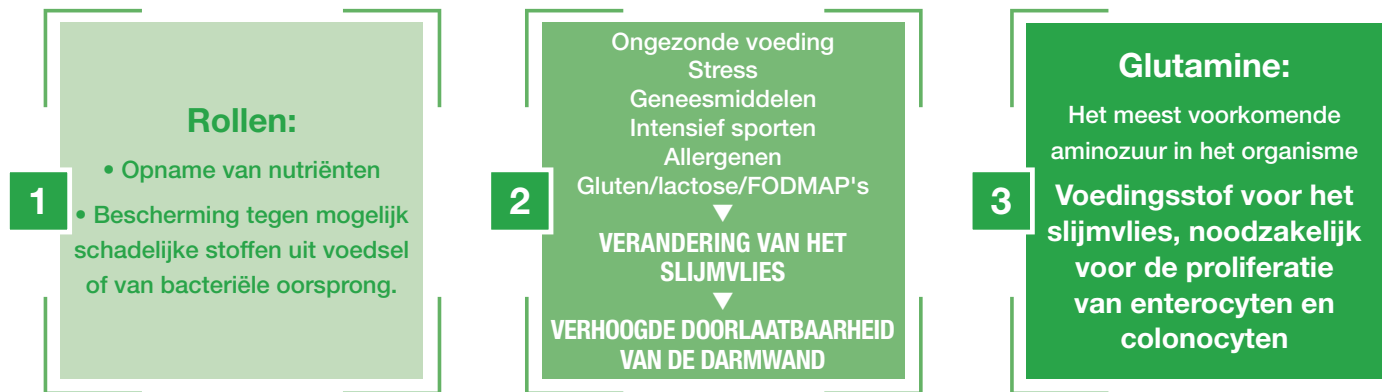 1
Rollen:
• Opname van nutriënten
• Bescherming tegen mogelijk
schadelijke stoffen uit voedsel
of van bacteriële oorsprong.
2
Ongezonde voeding
Stress
Geneesmiddelen
Intensief sporten
Allergenen
Gluten/lactose/FODMAP's
▼
VERANDERING VAN HET
SLIJMVLIES
▼
VERHOOGDE DOORLAATBAARHEID
VAN DE DARMWAND
3
Glutamine:
Het meest voorkomende
aminozuur in het organisme
Voedingsstof voor het
slijmvlies, noodzakelijk
voor de proliferatie
van enterocyten en
colonocyten